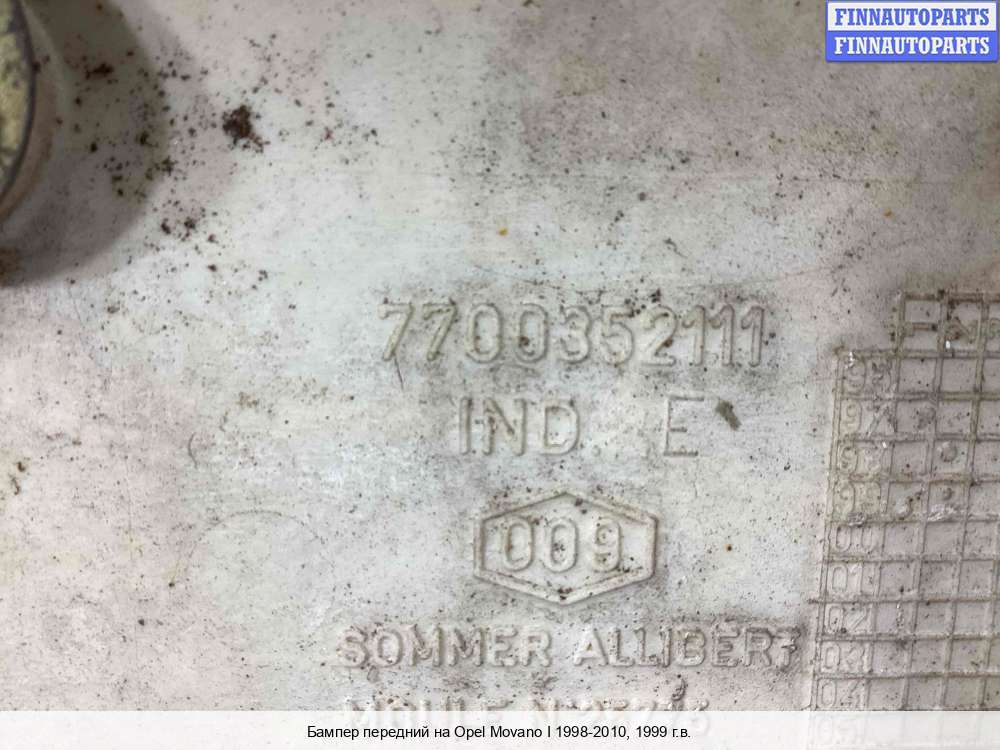 FINNAUTOPARTS
FINNAUTOPARTS
7700352111
IND. E
009
00
01
02
03
04
SOMMER ALLIBERT
Бампер передний на Opel Movano I 1998-2010, 1999 г.в.